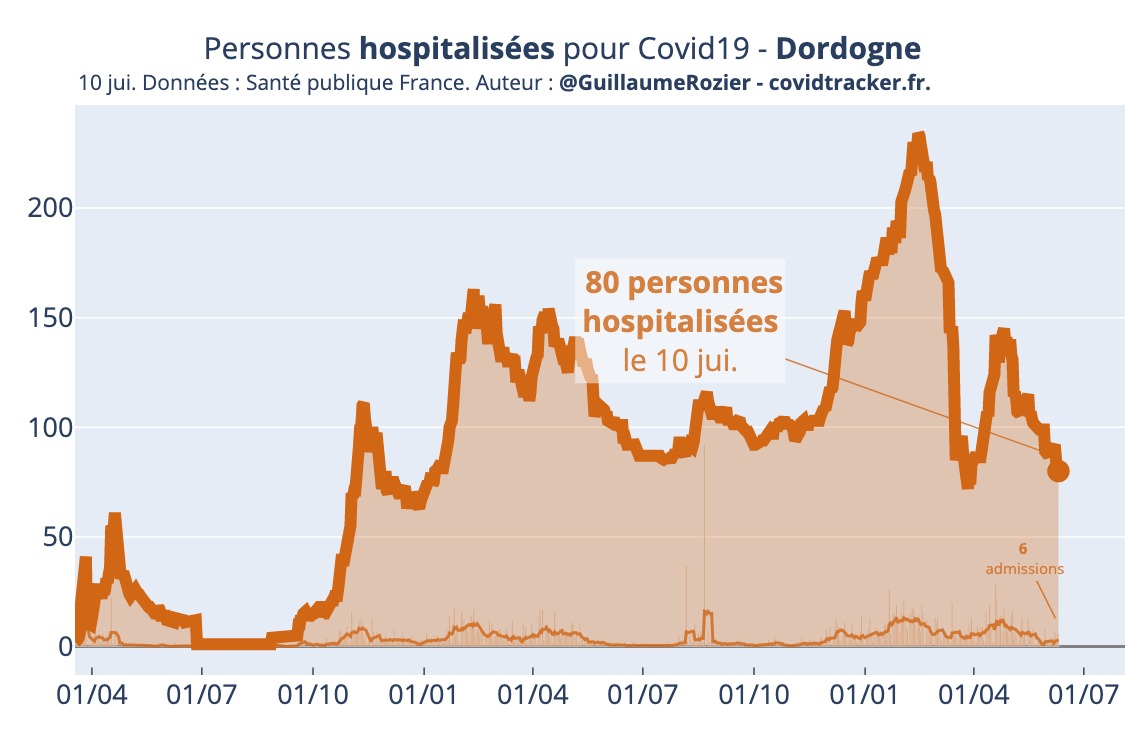 Personnes hospitalisées pour Covid19 - Dordogne
10 jui. Données : Santé publique France. Auteur : @GuillaumeRozier - covidtracker.fr.
200
150
100
50
0
80 personnes
hospitalisées
le 10 jui.
6
admissions
01/04 01/07 01/10 01/01 01/04 01/07 01/10 01/01 01/04 01/07